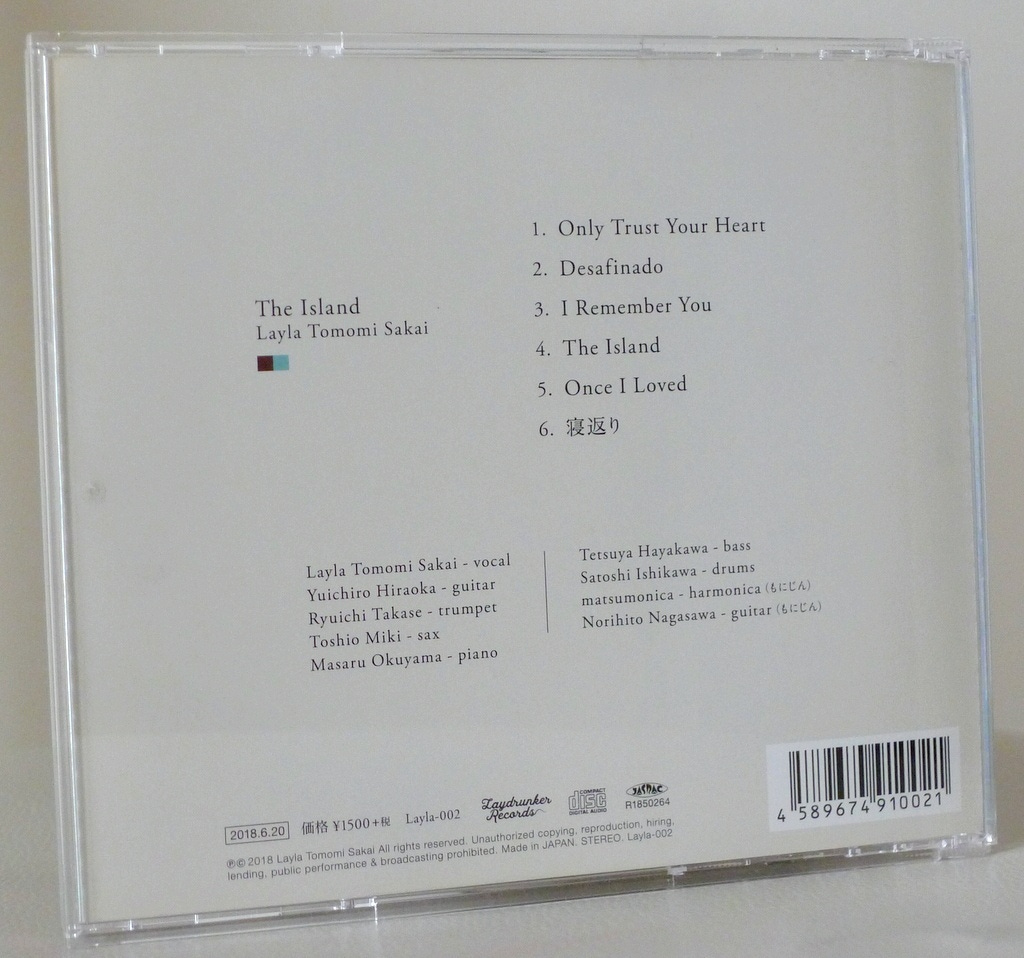 The Island
Layla Tomomi Sakai
1. Only Trust Your Heart
2. Desafinado
3. I Remember You
4. The Island
5. Once I Loved
6. 寝返り
Layla Tomomi Sakai - vocal
Yuichiro Hiraoka - guitar
Ryuichi Takase - trumpet
Toshio Miki - sax
Masaru Okuyama - piano
Tetsuya Hayakawa - bass
Satoshi Ishikawa - drums
matsumonica - harmonica (もにじん)
Norihito Nagasawa - guitar (もにじん)
2018.6.20 価格 ¥1500+税 Layla-002
Laydrunker Records
COMPACT disc DIGITAL AUDIO
JASRAC
R1850264
℗© 2018 Layla Tomomi Sakai All rights reserved. Unauthorized copying, reproduction, hiring,
lending, public performance & broadcasting prohibited. Made in JAPAN. STEREO. Layla-002
4 589674 910021